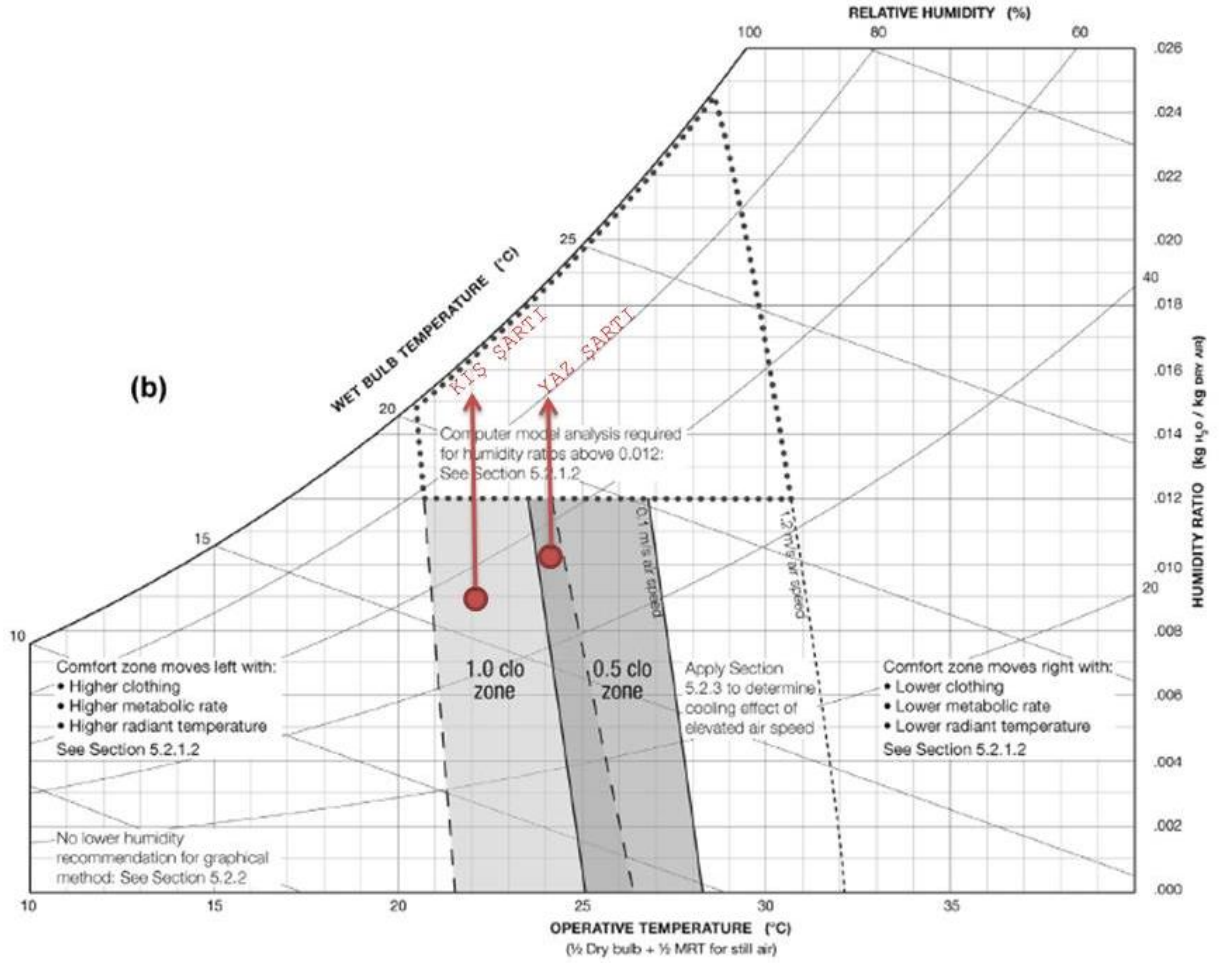 RELATIVE HUMIDITY (%)
100
80
60
.026
.024
.022
.020
40
.018
.016
.014
.012
.010
20
.008
.006
.004
.002
.000
HUMIDITY RATIO (kg H₂O / kg DRY AIR)
WET BULB TEMPERATURE (°C)
25
20
15
10
(b)
KIŞ ŞARTI
YAZ ŞARTI
Computer model analysis required
for humidity ratios above 0.012:
See Section 5.2.1.2
0.1 m/s air speed
1.2 m/s air speed
1.0 clo
zone
0.5 clo
zone
Comfort zone moves left with:
• Higher clothing
• Higher metabolic rate
• Higher radiant temperature
See Section 5.2.1.2
Apply Section
5.2.3 to determine
cooling effect of
elevated air speed
Comfort zone moves right with:
• Lower clothing
• Lower metabolic rate
• Lower radiant temperature
See Section 5.2.1.2
No lower humidity
recommendation for graphical
method: See Section 5.2.2
10
15
20
25
30
35
OPERATIVE TEMPERATURE (°C)
(½ Dry bulb + ½ MRT for still air)